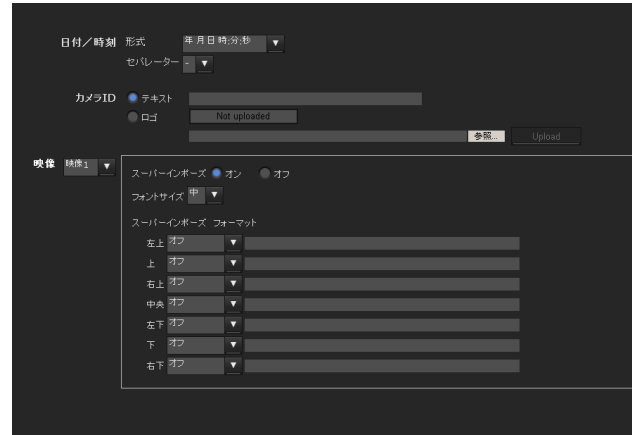 日付／時刻 形式 年 月 日 時:分:秒
セパレーター -
カメラID テキスト
ロゴ Not uploaded
参照... Upload
映像 映像1
スーパーインポーズ オン オフ
フォントサイズ 中
スーパーインポーズ フォーマット
左上 オフ
上 オフ
右上 オフ
中央 オフ
左下 オフ
下 オフ
右下 オフ